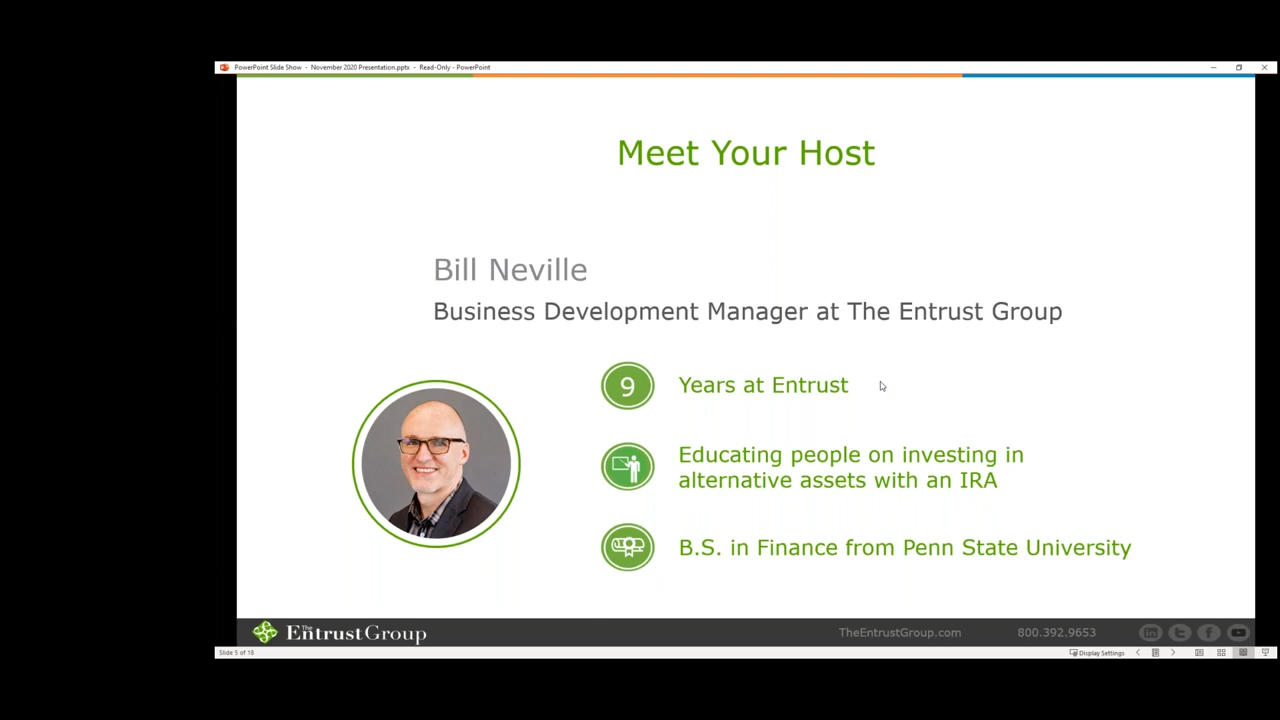 PowerPoint Slide Show - November 2020 Presentation.pptx - Read-Only - PowerPoint
Meet Your Host
Bill Neville
Business Development Manager at The Entrust Group
9
Years at Entrust
Educating people on investing in
alternative assets with an IRA
B.S. in Finance from Penn State University
The Entrust Group
TheEntrustGroup.com
800.392.9653
Slide 5 of 18
Display Settings